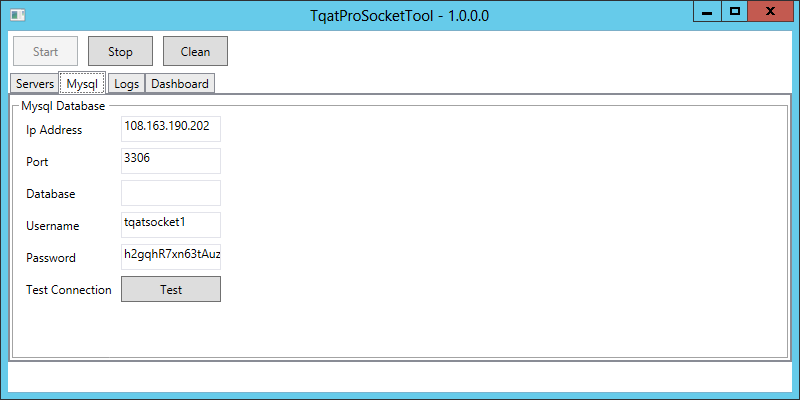 TqatProSocketTool - 1.0.0.0
Start Stop Clean
Servers Mysql Logs Dashboard
Mysql Database
Ip Address 108.163.190.202
Port 3306
Database
Username tqatsocket1
Password h2gqhR7xn63tAuz
Test Connection Test